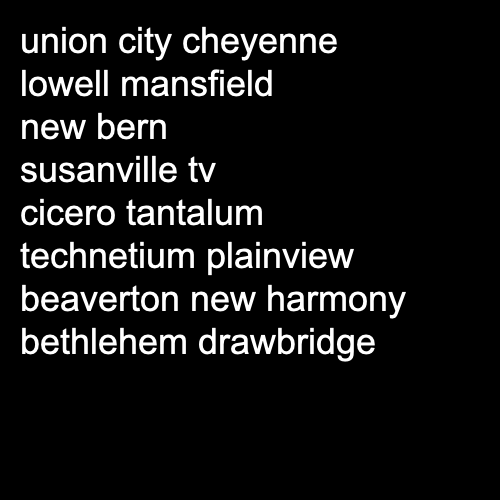 union city cheyenne
lowell mansfield
new bern
susanville tv
cicero tantalum
technetium plainview
beaverton new harmony
bethlehem drawbridge